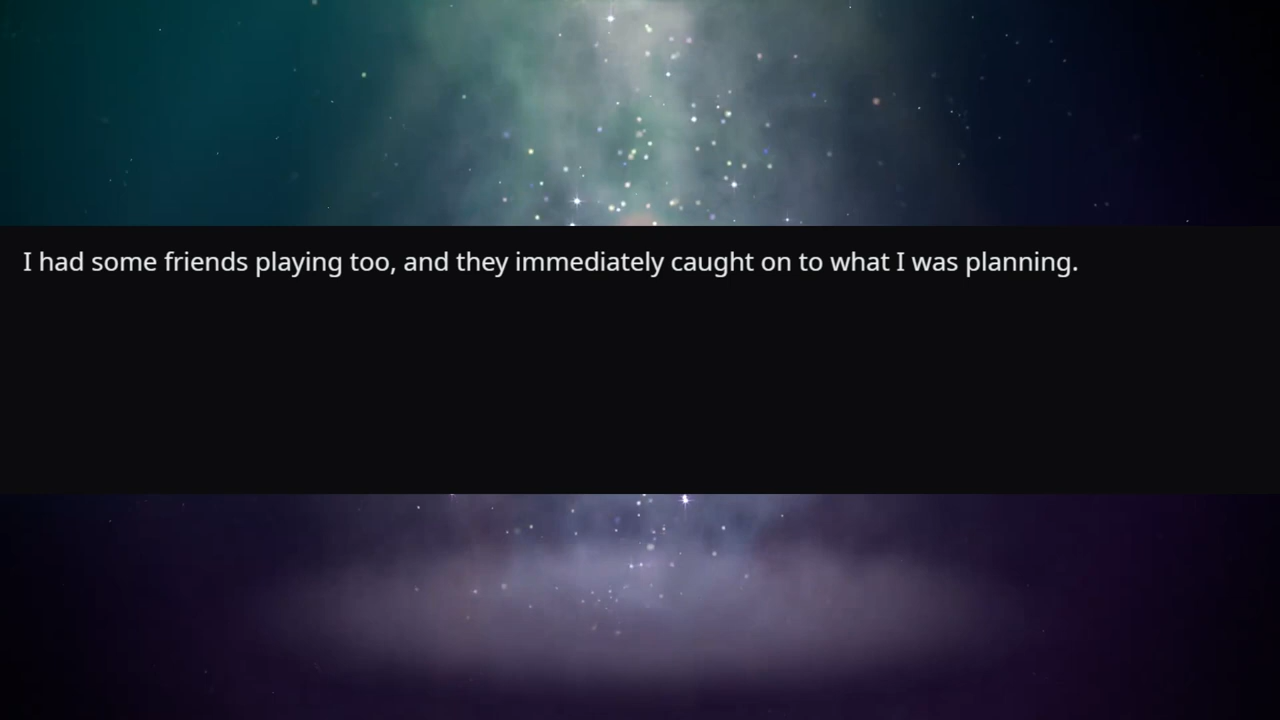 I had some friends playing too, and they immediately caught on to what I was planning.